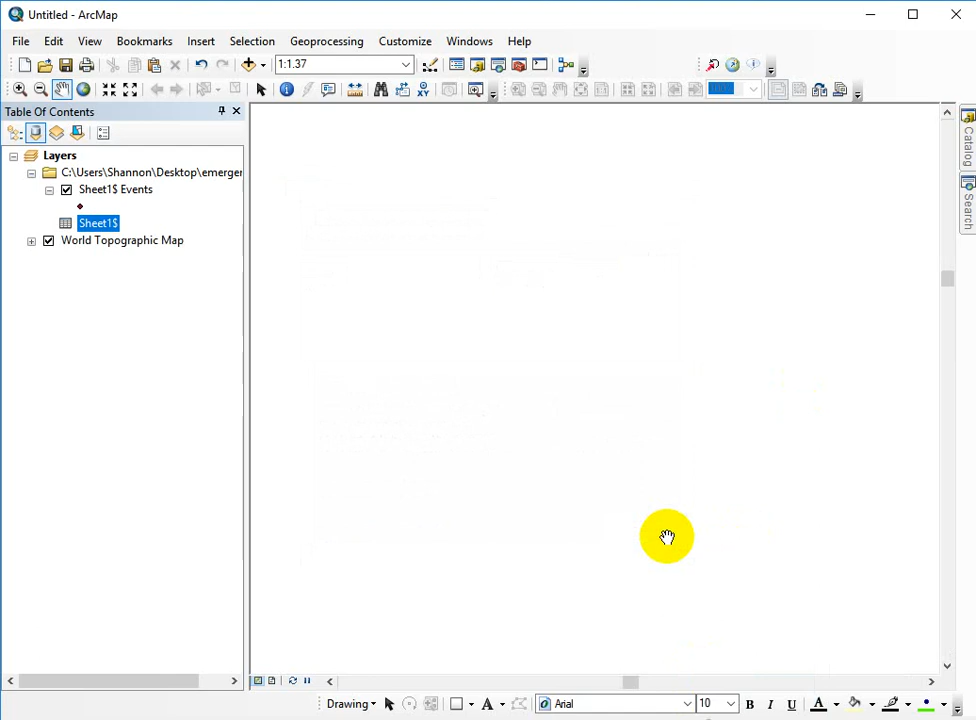 Untitled - ArcMap
File Edit View Bookmarks Insert Selection Geoprocessing Customize Windows Help
1:1.37
Table Of Contents
Layers
C:\Users\Shannon\Desktop\emerger
Sheet1$ Events
Sheet1$
World Topographic Map
Catalog
Search
Drawing Arial 10 B I U A